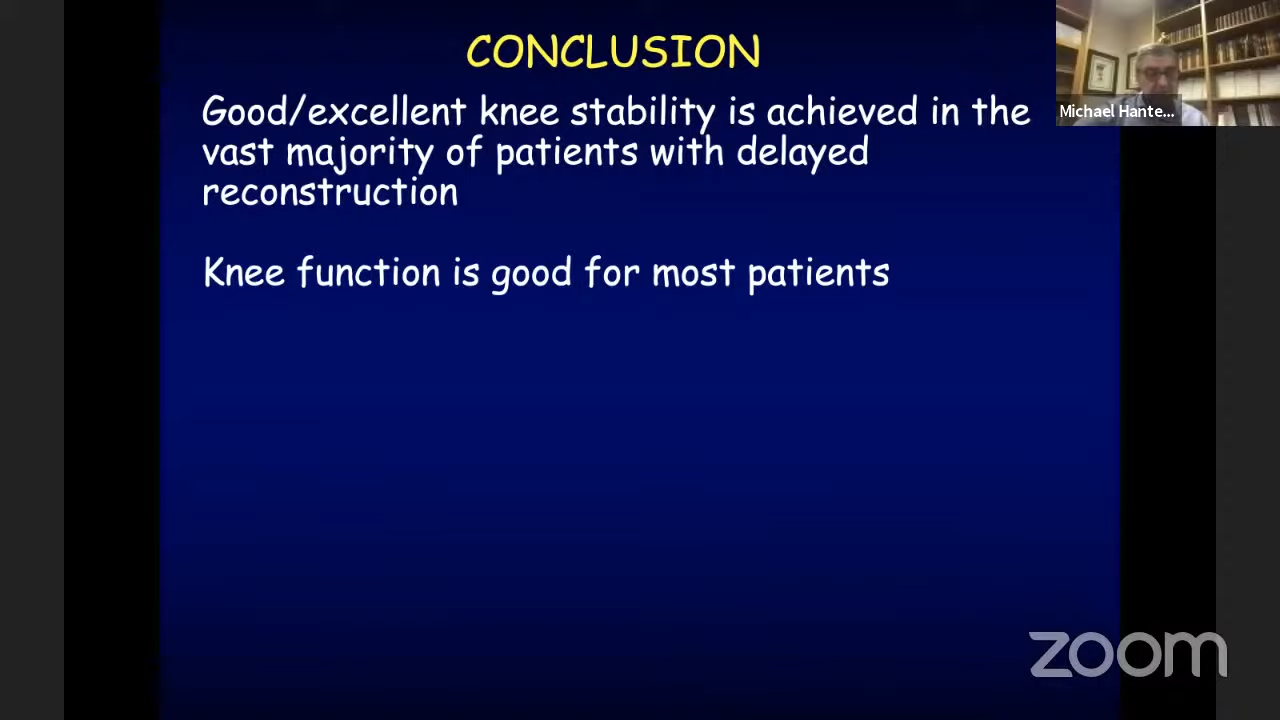 CONCLUSION
Good/excellent knee stability is achieved in the
vast majority of patients with delayed
reconstruction
Knee function is good for most patients
Michael Hante...
zoom